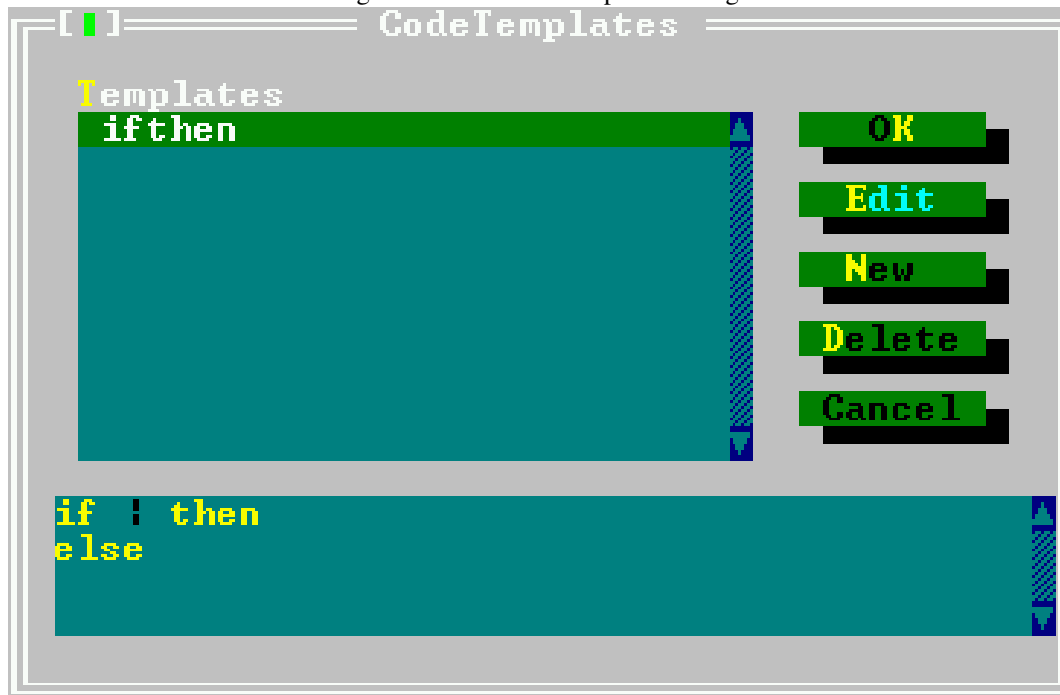 CodeTemplates
Templates
ifthen
OK
Edit
New
Delete
Cancel
if | then
else